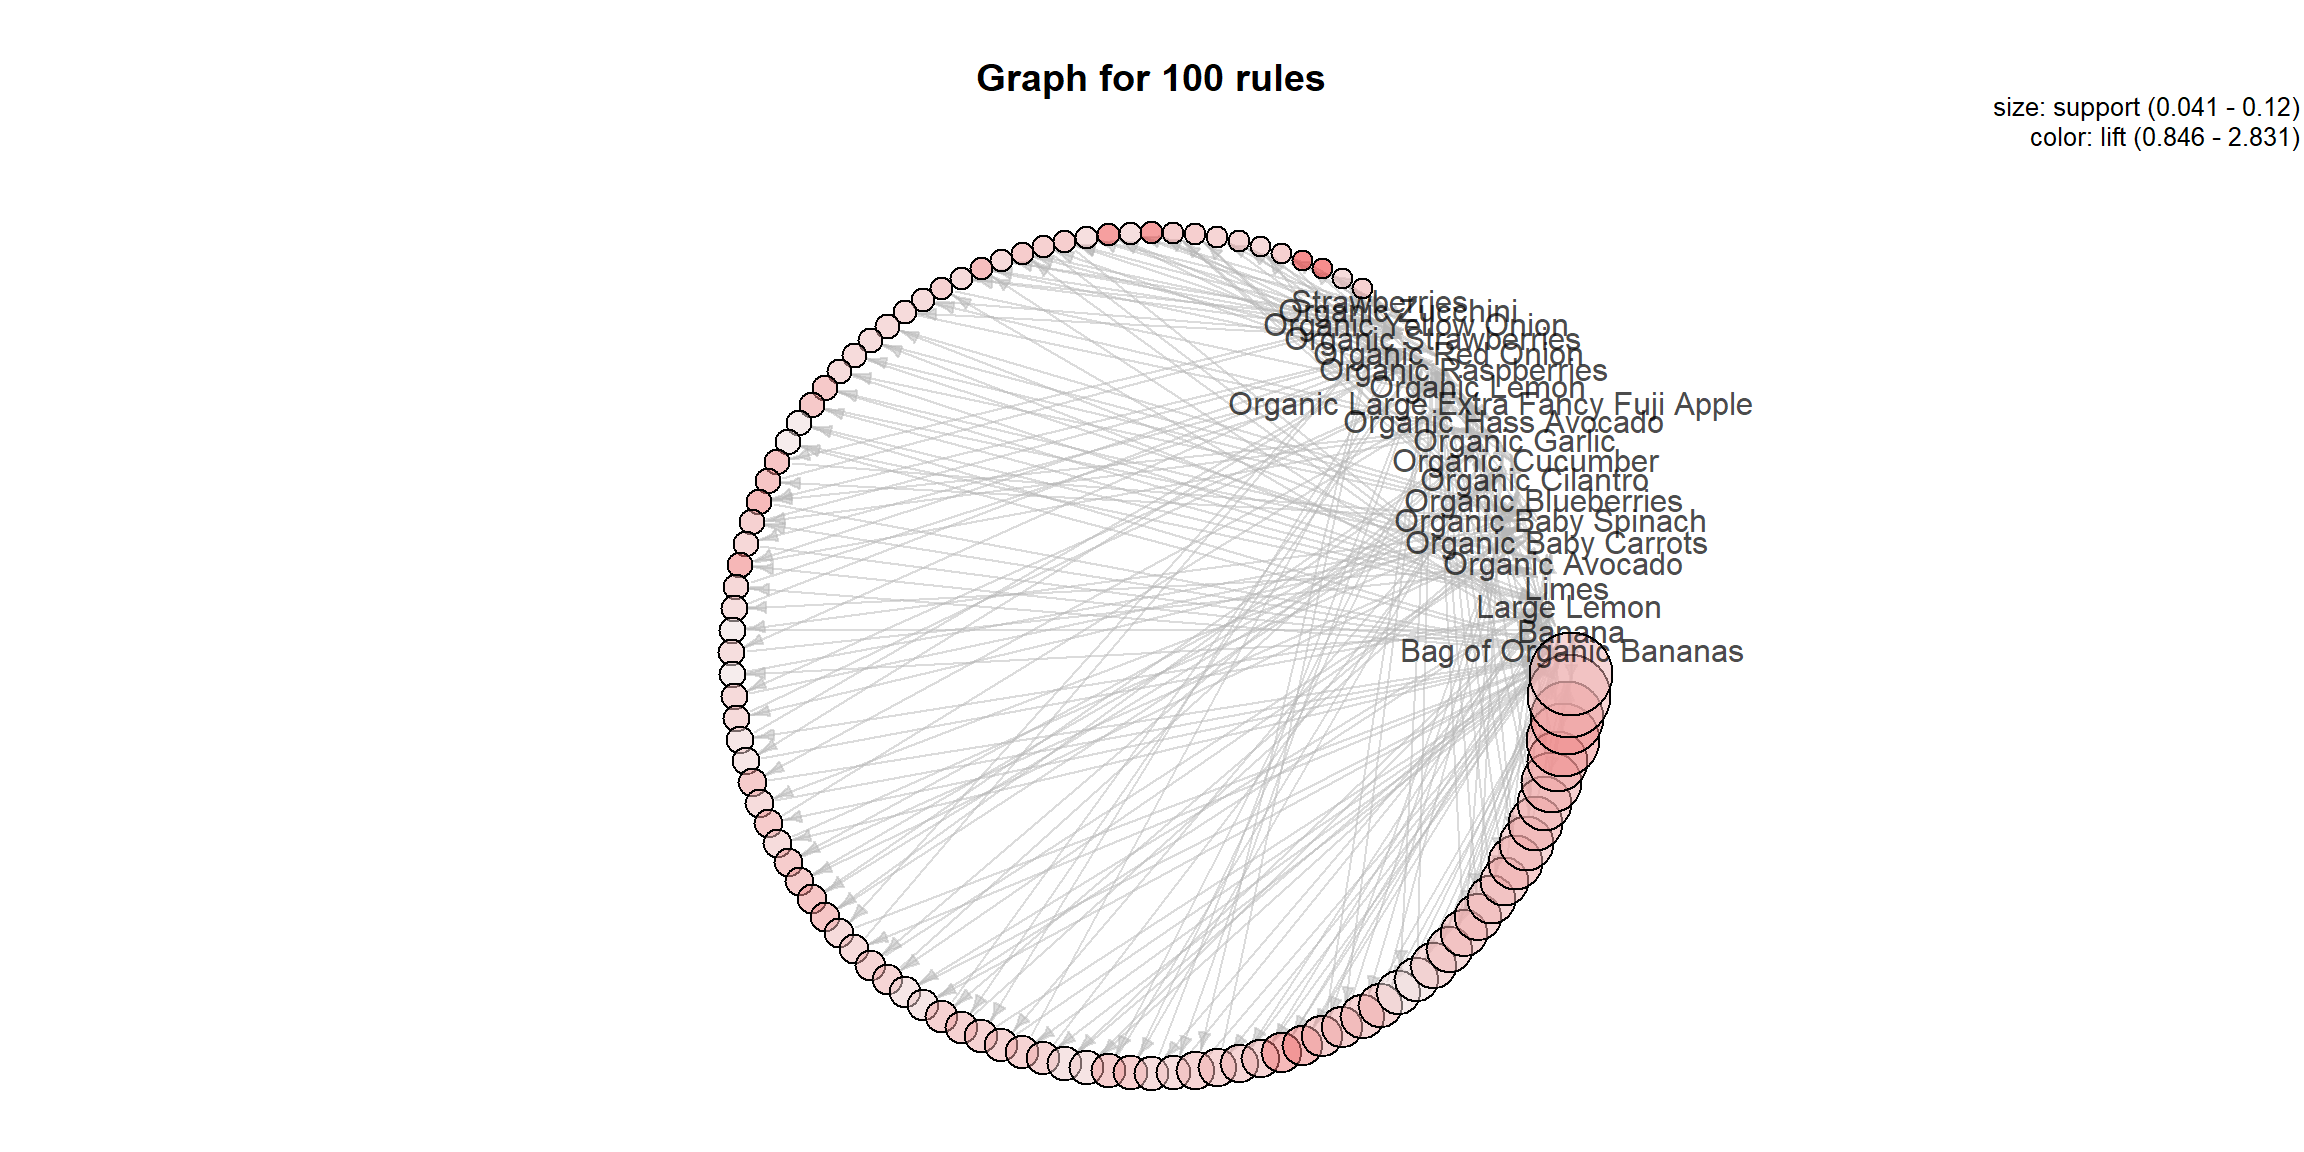 Graph for 100 rules
size: support (0.041 - 0.12)
color: lift (0.846 - 2.831)
Strawberries
Organic Zucchini
Organic Yellow Onion
Organic Strawberries
Organic Red Onion
Organic Raspberries
Organic Lemon
Organic Large Extra Fancy Fuji Apple
Organic Hass Avocado
Organic Garlic
Organic Cucumber
Organic Cilantro
Organic Blueberries
Organic Baby Spinach
Organic Baby Carrots
Organic Avocado
Limes
Large Lemon
Banana
Bag of Organic Bananas